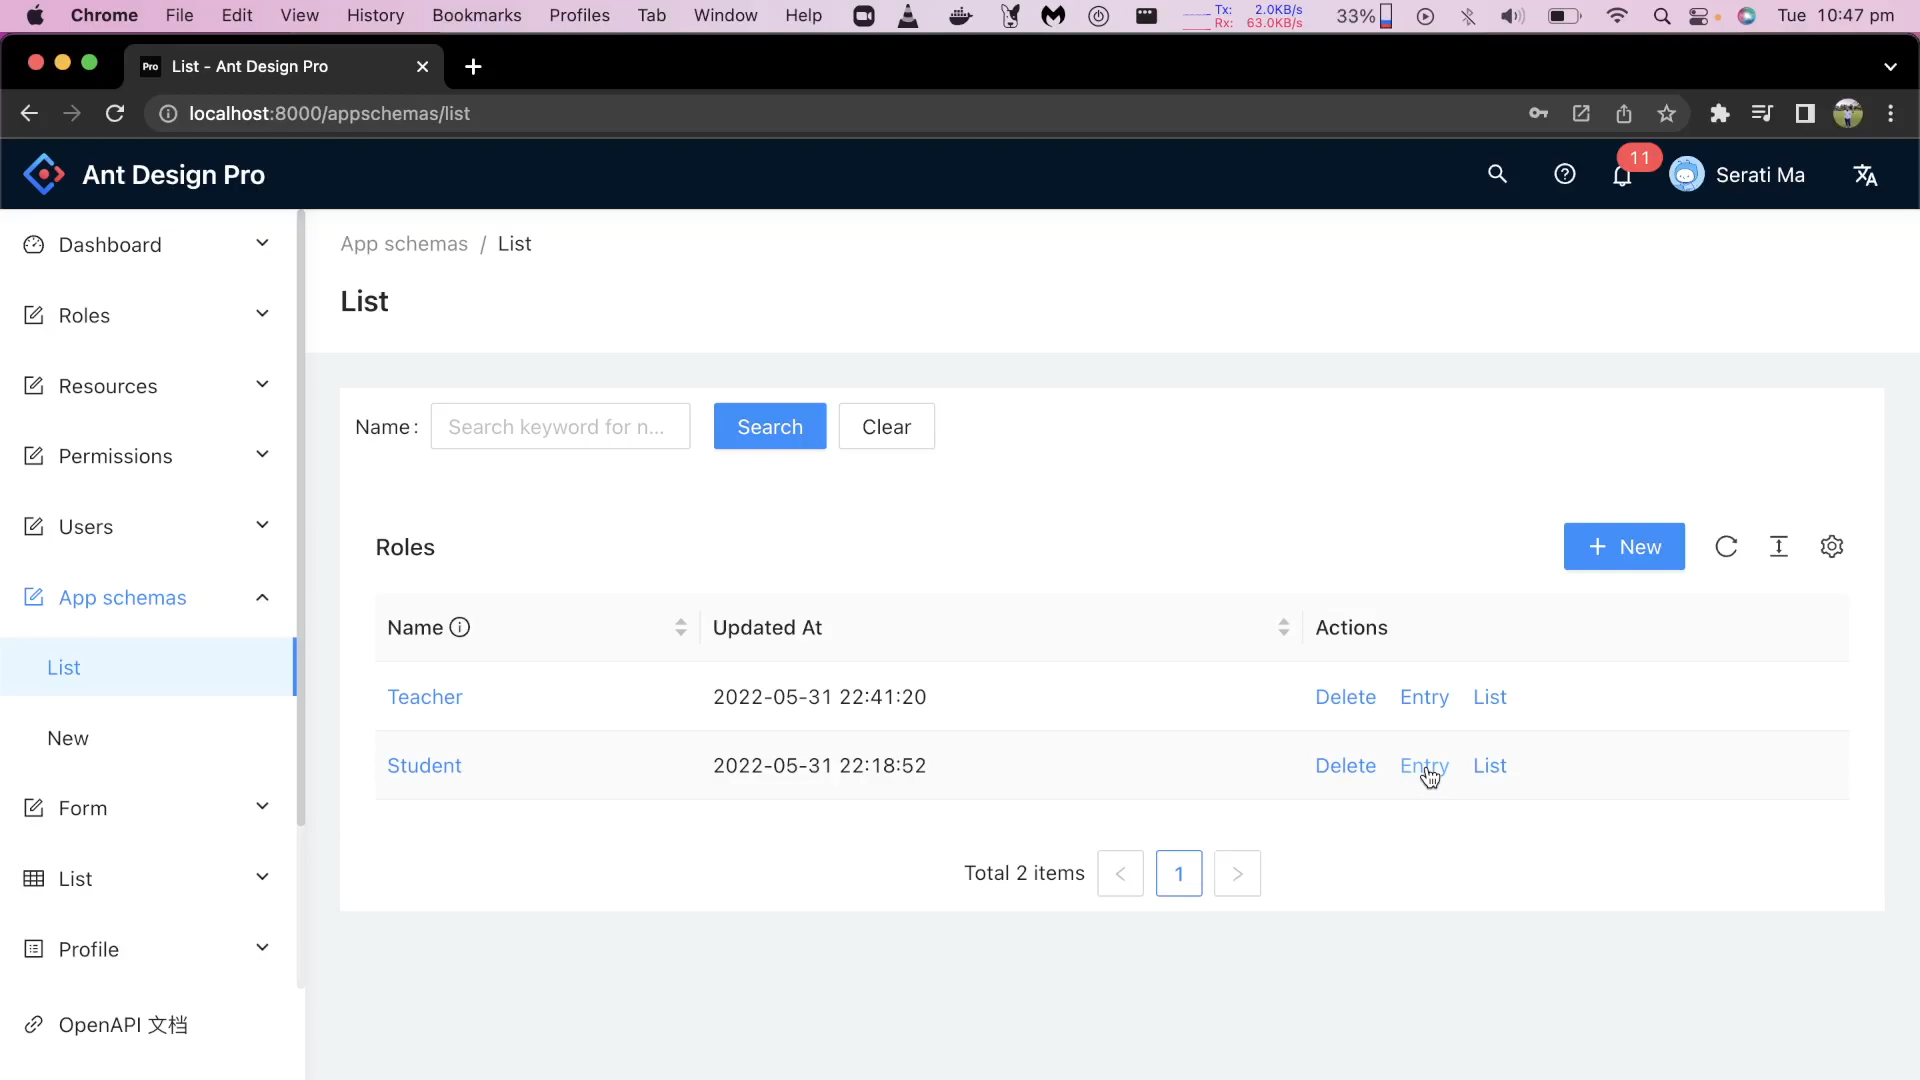 Chrome File Edit View History Bookmarks Profiles Tab Window Help Tx: 2.0KB/s Rx: 63.0KB/s 33% Tue 10:47 pm
Pro List - Ant Design Pro
localhost:8000/appschemas/list
Ant Design Pro 11 Serati Ma
Dashboard
Roles
Resources
Permissions
Users
App schemas
List
New
Form
List
Profile
OpenAPI 文档
App schemas / List
List
Name: Search keyword for n... Search Clear
Roles New
Name Updated At Actions
Teacher 2022-05-31 22:41:20 Delete Entry List
Student 2022-05-31 22:18:52 Delete Entry List
Total 2 items < 1 >